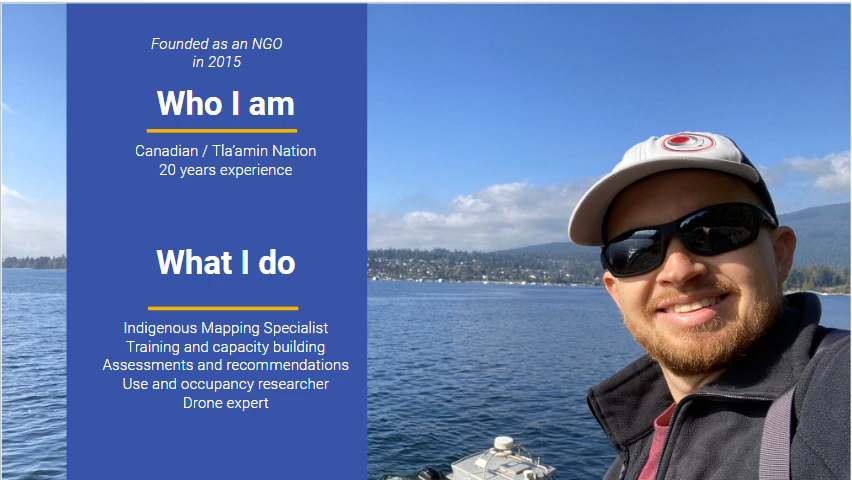 Founded as an NGO
in 2015
Who I am
Canadian / Tla'amin Nation
20 years experience
What I do
Indigenous Mapping Specialist
Training and capacity building
Assessments and recommendations
Use and occupancy researcher
Drone expert